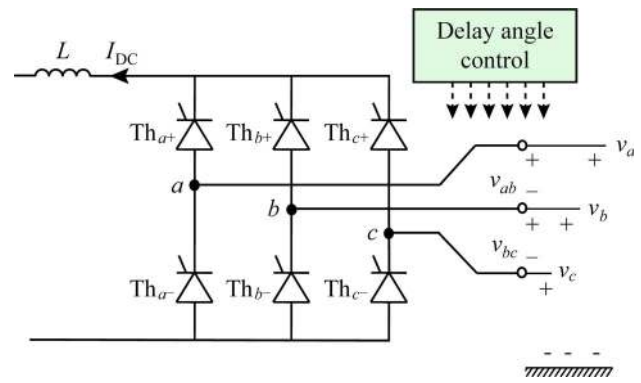 Delay angle
control
L
I_DC
Th_a+
Th_b+
Th_c+
v_a
+ +
a
v_ab -
b
v_b
+ +
c
v_bc -
v_c
+
Th_a−
Th_b−
Th_c−
- - -